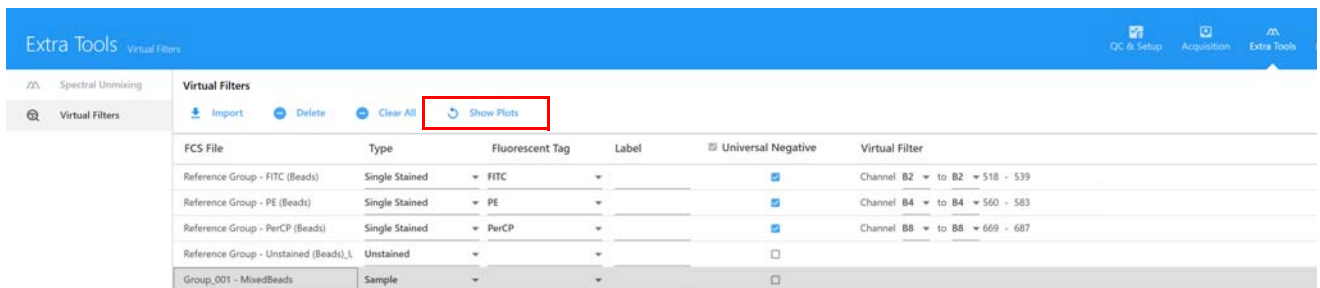 Extra Tools Virtual Filters
QC & Setup Acquisition Extra Tools
Spectral Unmixing
Virtual Filters
Virtual Filters
Import Delete Clear All Show Plots
FCS File Type Fluorescent Tag Label Universal Negative Virtual Filter
Reference Group - FITC (Beads) Single Stained FITC Channel B2 to B2 518 - 539
Reference Group - PE (Beads) Single Stained PE Channel B4 to B4 560 - 583
Reference Group - PerCP (Beads) Single Stained PerCP Channel B8 to B8 669 - 687
Reference Group - Unstained (Beads)_U Unstained
Group_001 - MixedBeads Sample